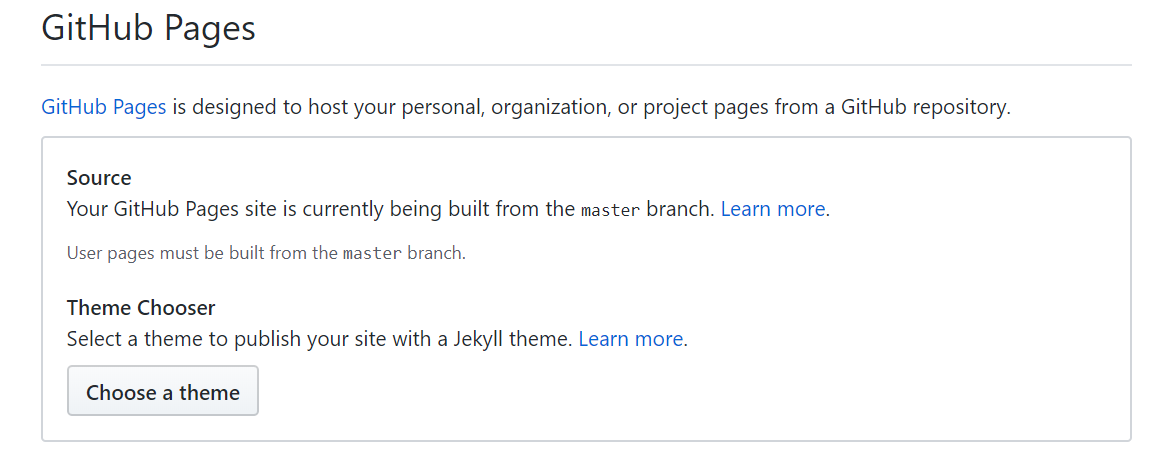 GitHub Pages
GitHub Pages is designed to host your personal, organization, or project pages from a GitHub repository.
Source
Your GitHub Pages site is currently being built from the master branch. Learn more.
User pages must be built from the master branch.
Theme Chooser
Select a theme to publish your site with a Jekyll theme. Learn more.
Choose a theme